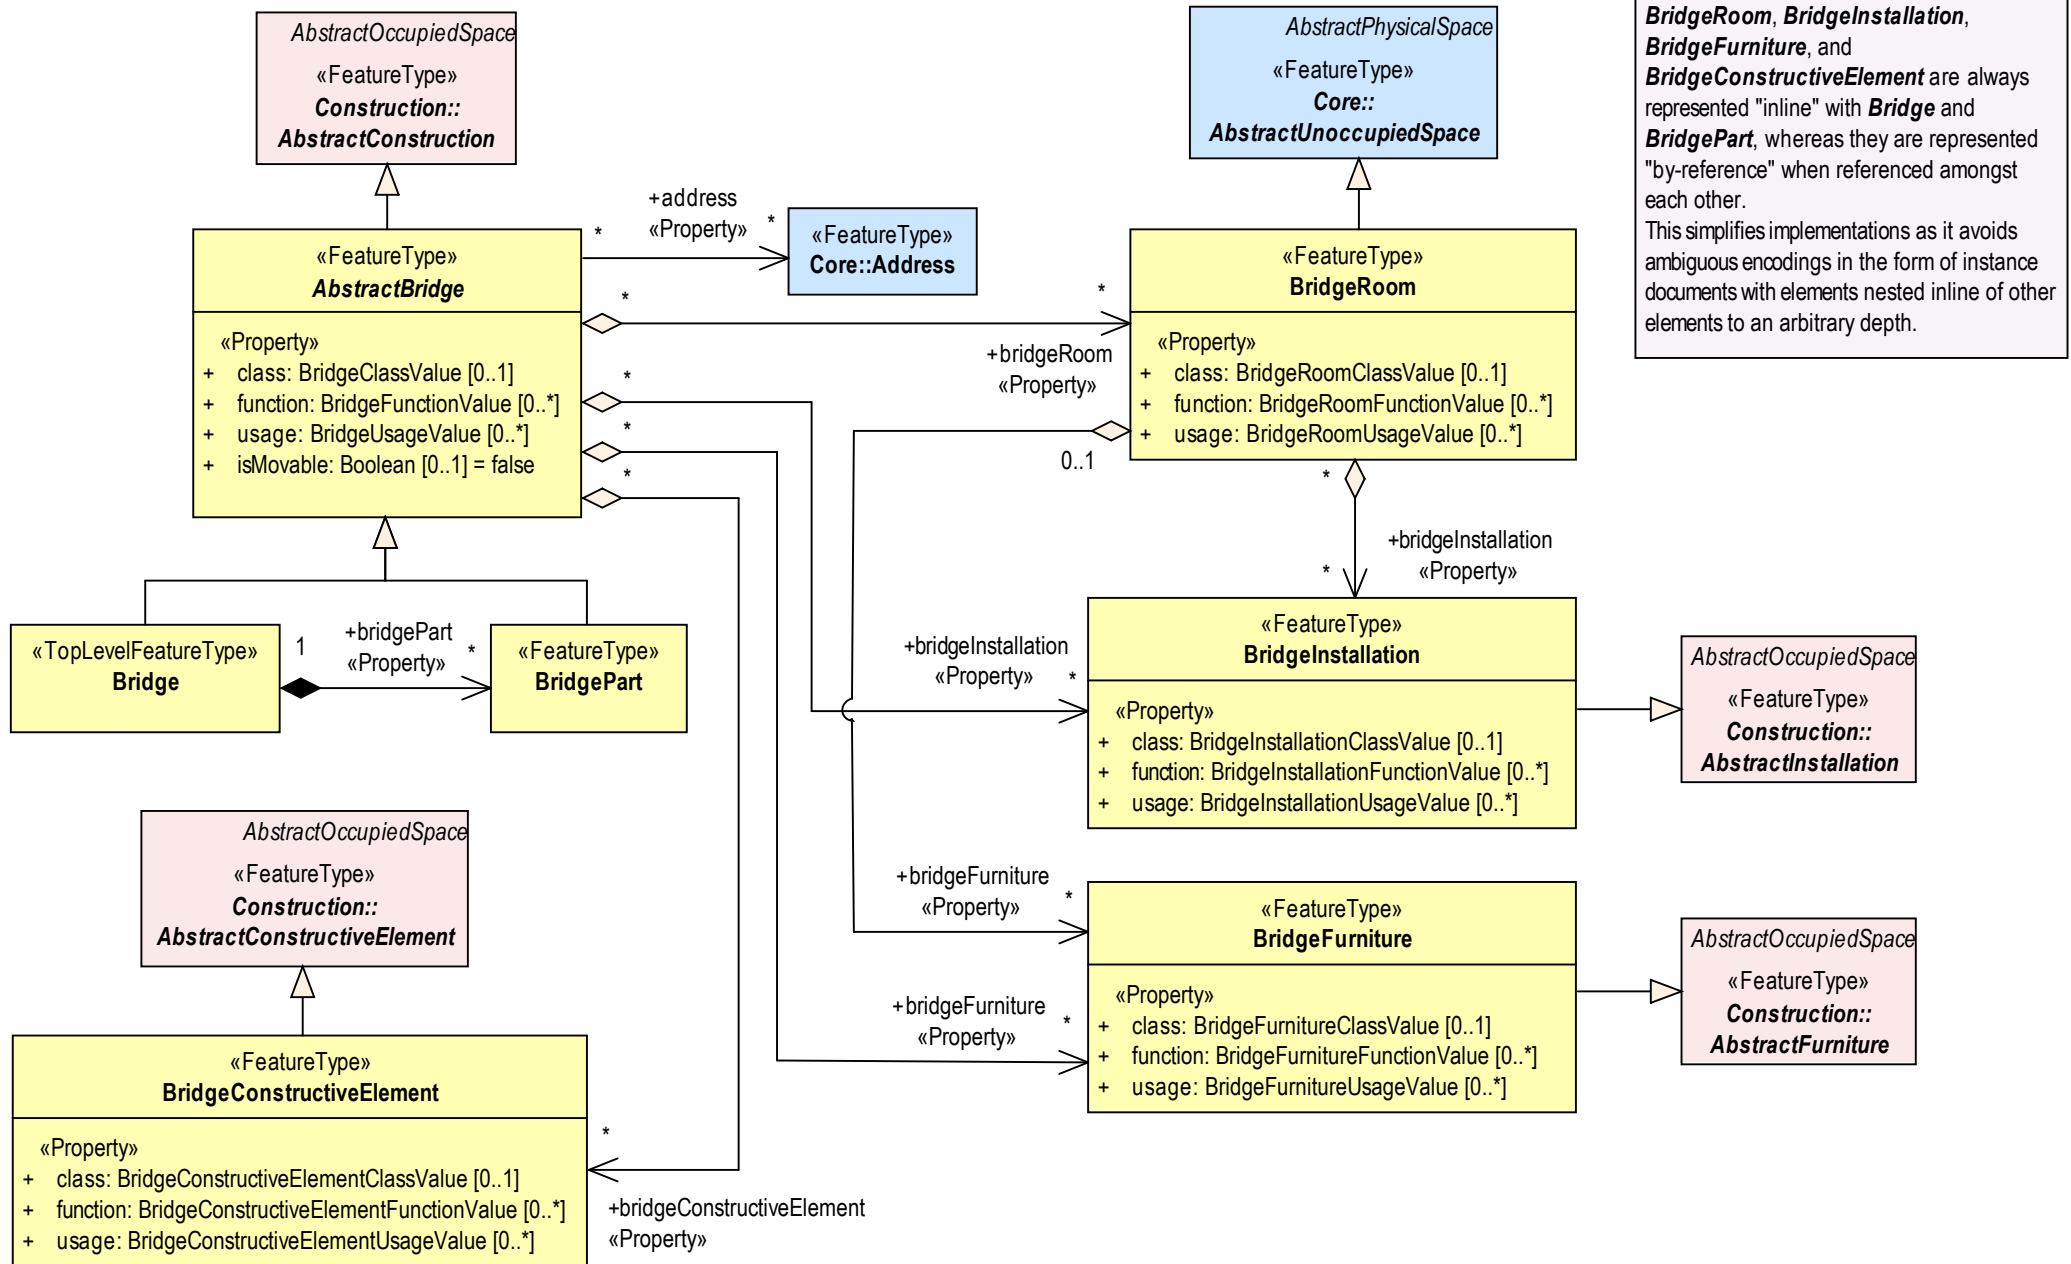 AbstractOccupiedSpace
«FeatureType»
Construction::
AbstractConstruction
AbstractPhysicalSpace
«FeatureType»
Core::
AbstractUnoccupiedSpace
BridgeRoom, BridgeInstallation,
BridgeFurniture, and
BridgeConstructiveElement are always
represented "inline" with Bridge and
BridgePart, whereas they are represented
"by-reference" when referenced amongst
each other.
This simplifies implementations as it avoids
ambiguous encodings in the form of instance
documents with elements nested inline of other
elements to an arbitrary depth.
+address
«Property»
*
*
«FeatureType»
Core::Address
«FeatureType»
AbstractBridge
«Property»
+ class: BridgeClassValue [0..1]
+ function: BridgeFunctionValue [0..*]
+ usage: BridgeUsageValue [0..*]
+ isMovable: Boolean [0..1] = false
*
*
*
*
*
+bridgeRoom
«Property»
«FeatureType»
BridgeRoom
«Property»
+ class: BridgeRoomClassValue [0..1]
+ function: BridgeRoomFunctionValue [0..*]
+ usage: BridgeRoomUsageValue [0..*]
0..1
*
+bridgeInstallation
«Property»
*
«TopLevelFeatureType»
Bridge
1
+bridgePart
«Property»
*
«FeatureType»
BridgePart
+bridgeInstallation
«Property»
*
«FeatureType»
BridgeInstallation
«Property»
+ class: BridgeInstallationClassValue [0..1]
+ function: BridgeInstallationFunctionValue [0..*]
+ usage: BridgeInstallationUsageValue [0..*]
AbstractOccupiedSpace
«FeatureType»
Construction::
AbstractInstallation
AbstractOccupiedSpace
«FeatureType»
Construction::
AbstractConstructiveElement
+bridgeFurniture
«Property»
*
+bridgeFurniture
«Property»
*
«FeatureType»
BridgeFurniture
«Property»
+ class: BridgeFurnitureClassValue [0..1]
+ function: BridgeFurnitureFunctionValue [0..*]
+ usage: BridgeFurnitureUsageValue [0..*]
AbstractOccupiedSpace
«FeatureType»
Construction::
AbstractFurniture
«FeatureType»
BridgeConstructiveElement
«Property»
+ class: BridgeConstructiveElementClassValue [0..1]
+ function: BridgeConstructiveElementFunctionValue [0..*]
+ usage: BridgeConstructiveElementUsageValue [0..*]
*
+bridgeConstructiveElement
«Property»